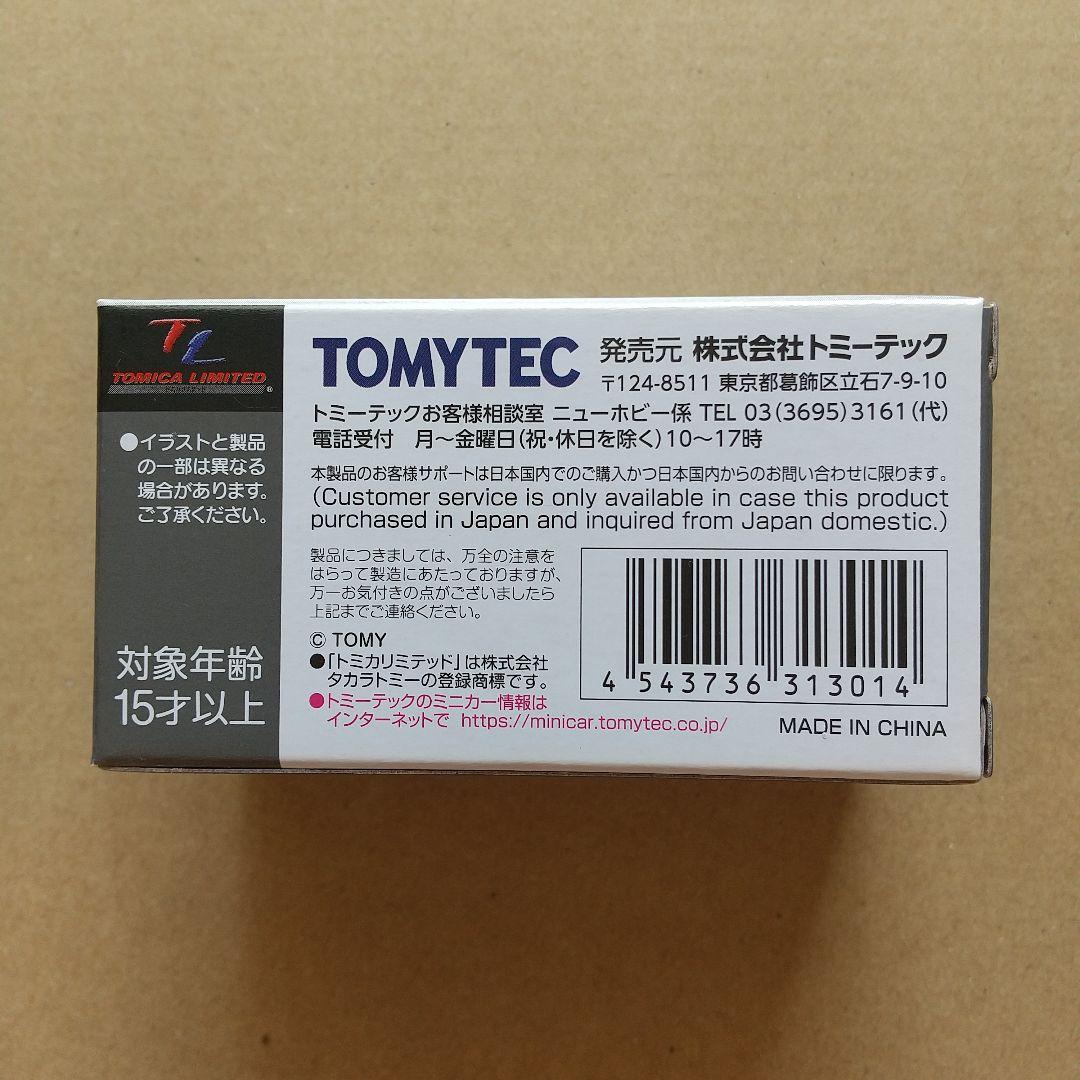 TL
TOMICA LIMITED
●イラストと製品
の一部は異なる
場合があります。
ご了承ください。
対象年齢
15才以上
TOMYTEC 発売元 株式会社トミーテック
〒124-8511 東京都葛飾区立石7-9-10
トミーテックお客様相談室 ニューホビー係 TEL 03(3695)3161(代)
電話受付 月〜金曜日(祝・休日を除く)10〜17時
本製品のお客様サポートは日本国内でのご購入かつ日本国内からのお問い合わせに限ります。
(Customer service is only available in case this product
purchased in Japan and inquired from Japan domestic.)
製品につきましては、万全の注意を
はらって製造にあたっておりますが、
万一お気付きの点がございましたら
上記までご連絡ください。
© TOMY
●「トミカリミテッド」は株式会社
タカラトミーの登録商標です。
●トミーテックのミニカー情報は
インターネットで https://minicar.tomytec.co.jp/
4 543736 313014
MADE IN CHINA